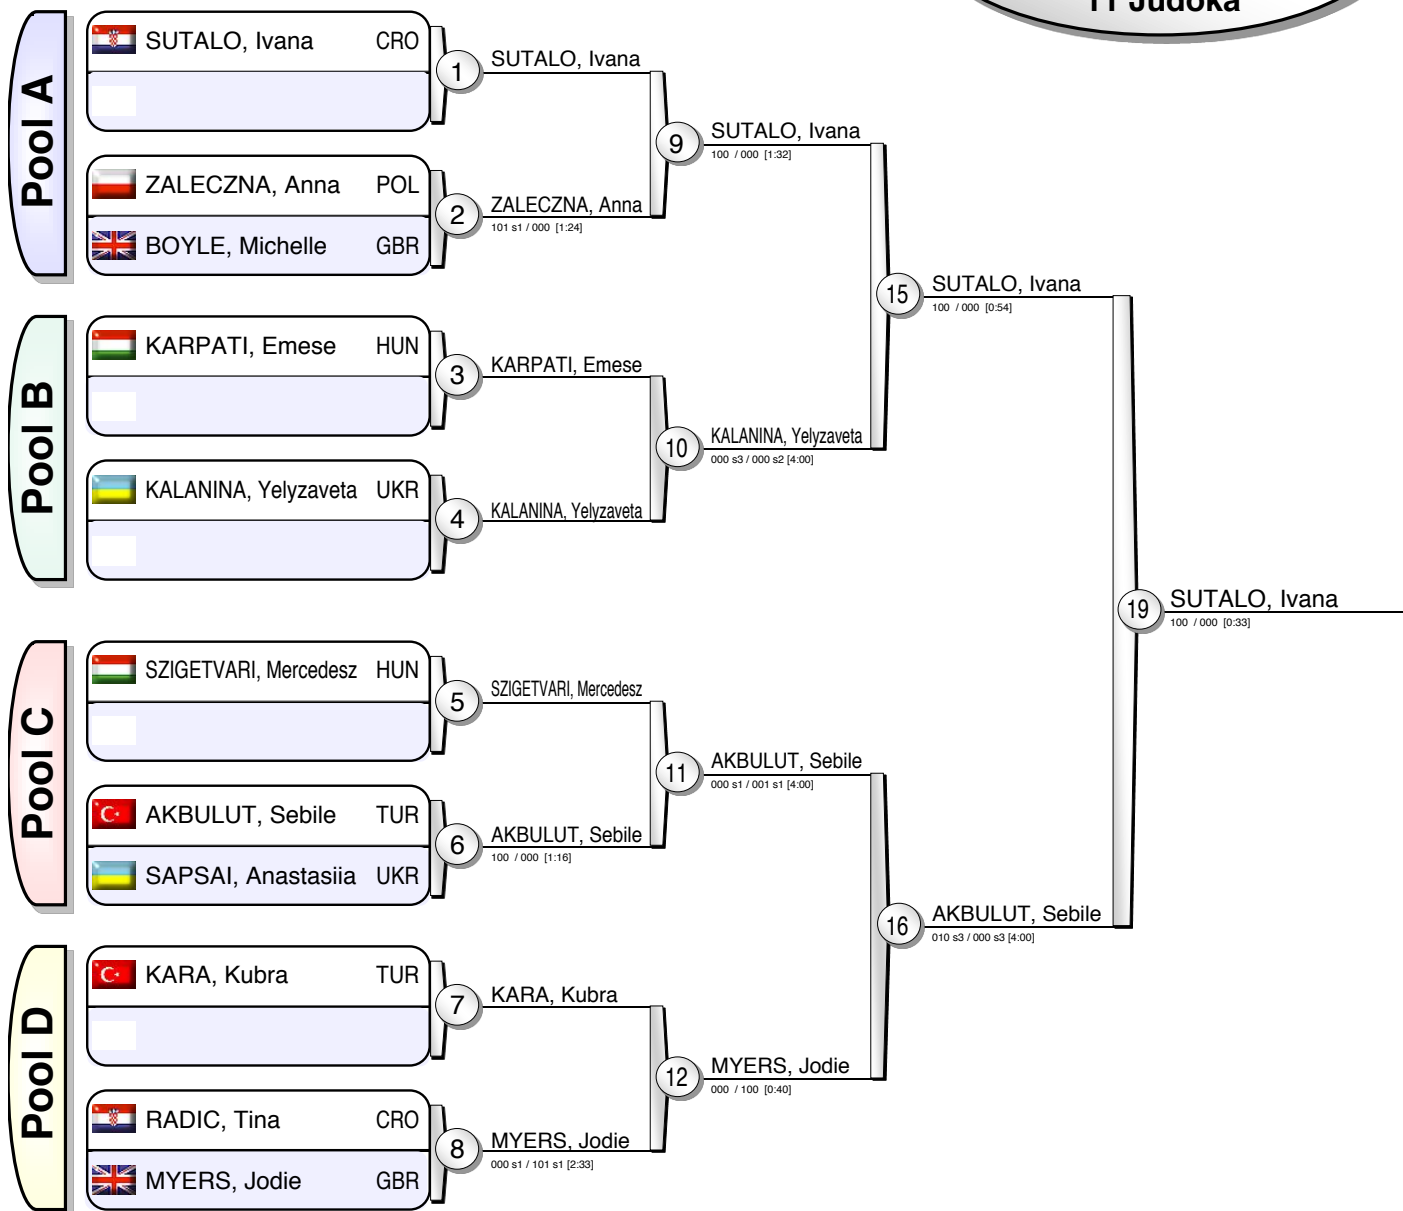 11 Judoka
Pool A
SUTALO, Ivana CRO
1
SUTALO, Ivana
ZALECZNA, Anna POL
BOYLE, Michelle GBR
2
ZALECZNA, Anna
101 s1 / 000 [1:24]
9
SUTALO, Ivana
100 / 000 [1:32]
Pool B
KARPATI, Emese HUN
3
KARPATI, Emese
KALANINA, Yelyzaveta UKR
4
KALANINA, Yelyzaveta
10
KALANINA, Yelyzaveta
000 s3 / 000 s2 [4:00]
15
SUTALO, Ivana
100 / 000 [0:54]
Pool C
SZIGETVARI, Mercedesz HUN
5
SZIGETVARI, Mercedesz
AKBULUT, Sebile TUR
SAPSAI, Anastasiia UKR
6
AKBULUT, Sebile
100 / 000 [1:16]
11
AKBULUT, Sebile
000 s1 / 001 s1 [4:00]
Pool D
KARA, Kubra TUR
7
KARA, Kubra
RADIC, Tina CRO
MYERS, Jodie GBR
8
MYERS, Jodie
000 s1 / 101 s1 [2:33]
12
MYERS, Jodie
000 / 100 [0:40]
16
AKBULUT, Sebile
010 s3 / 000 s3 [4:00]
19
SUTALO, Ivana
100 / 000 [0:33]